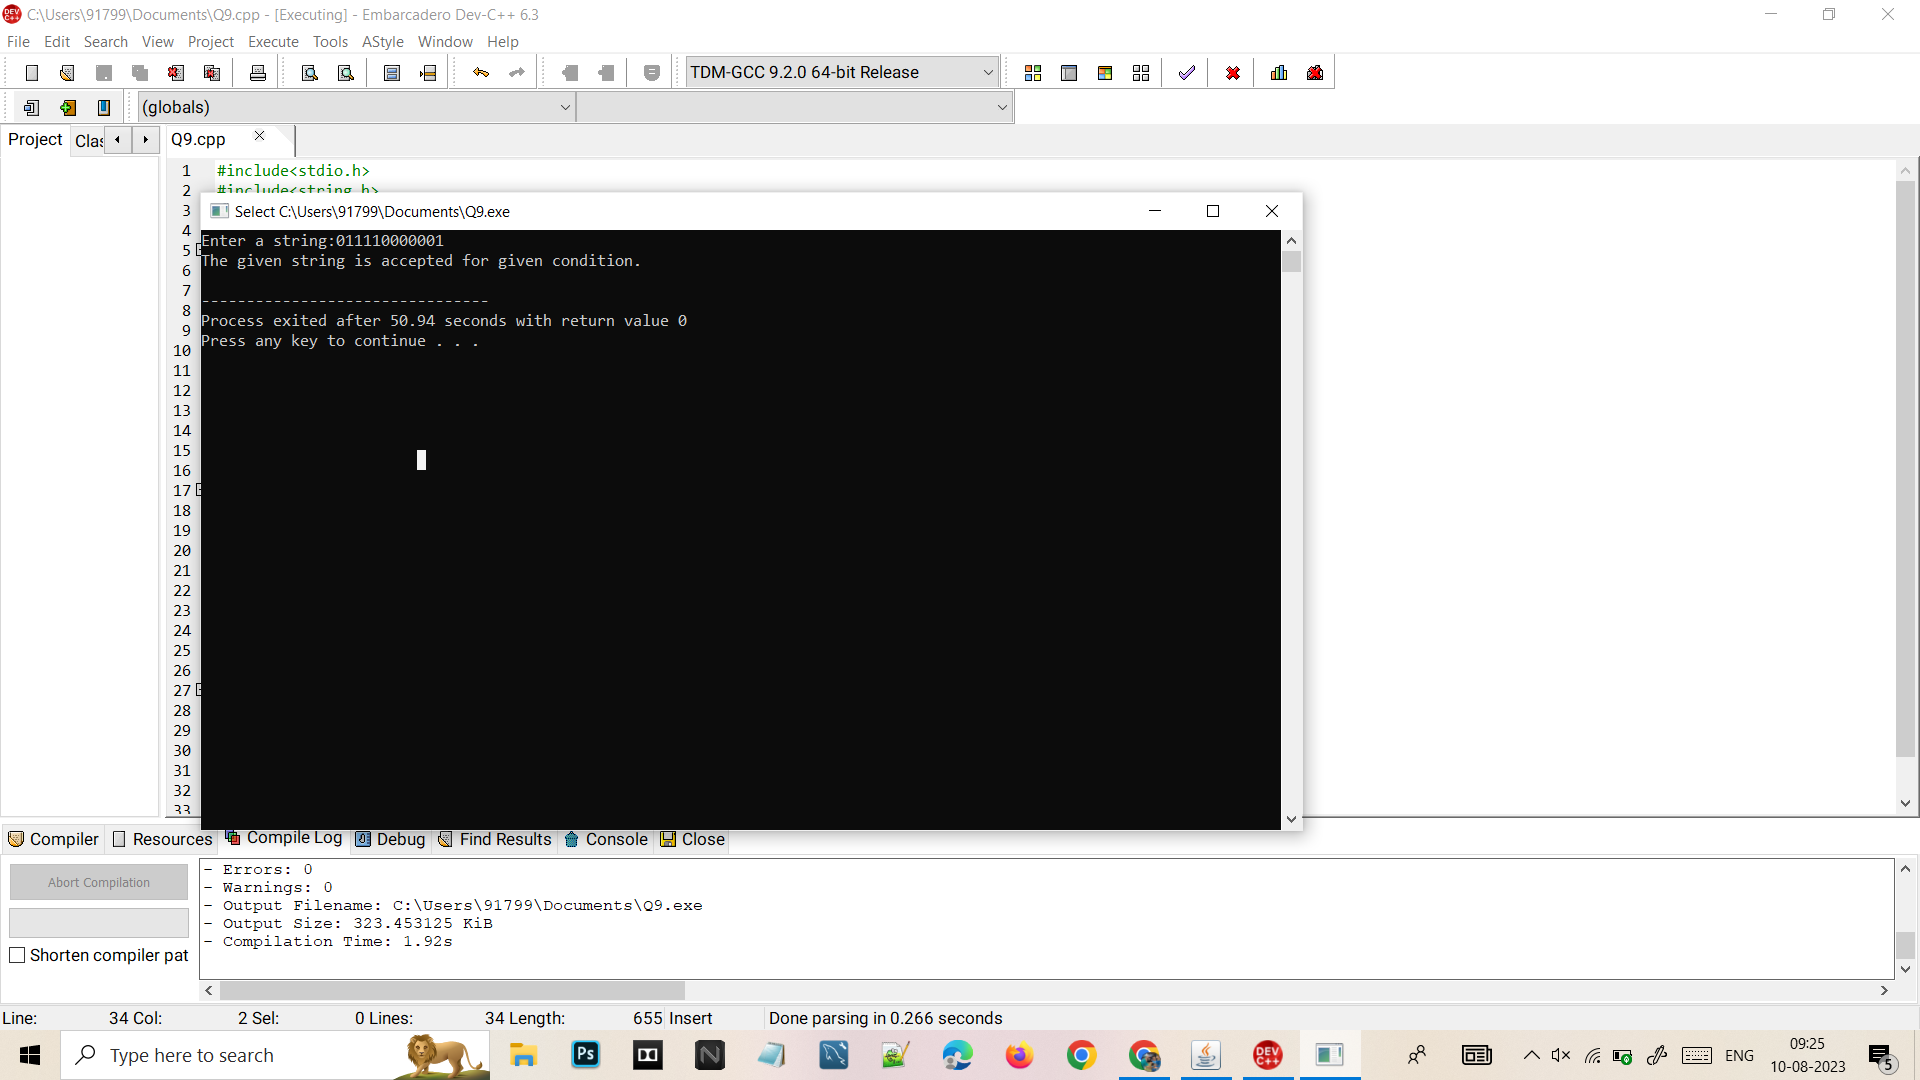 C:\Users\91799\Documents\Q9.cpp - [Executing] - Embarcadero Dev-C++ 6.3
File Edit Search View Project Execute Tools AStyle Window Help
TDM-GCC 9.2.0 64-bit Release
(globals)
Project Clas Q9.cpp
1 #include<stdio.h>
2 #include<string.h>
3
4
5
6
7
8
9
10
11
12
13
14
15
16
17
18
19
20
21
22
23
24
25
26
27
28
29
30
31
32
33
Select C:\Users\91799\Documents\Q9.exe
Enter a string:011110000001
The given string is accepted for given condition.
--------------------------------
Process exited after 50.94 seconds with return value 0
Press any key to continue . . .
Compiler Resources Compile Log Debug Find Results Console Close
Abort Compilation
Shorten compiler pat
- Errors: 0
- Warnings: 0
- Output Filename: C:\Users\91799\Documents\Q9.exe
- Output Size: 323.453125 KiB
- Compilation Time: 1.92s
Line: 34 Col: 2 Sel: 0 Lines: 34 Length: 655 Insert Done parsing in 0.266 seconds
Type here to search
Ps
N
DEV C++
ENG
09:25
10-08-2023
5